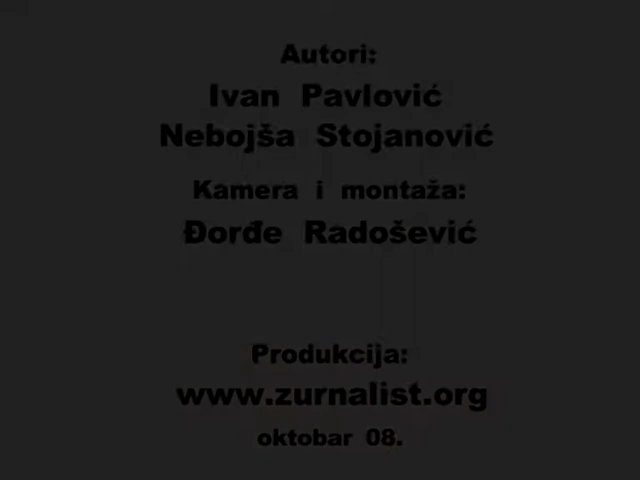 Autori:
Ivan Pavlović
Nebojša Stojanović
Kamera i montaža:
Đorđe Radošević
Produkcija:
www.zurnalist.org
oktobar 08.